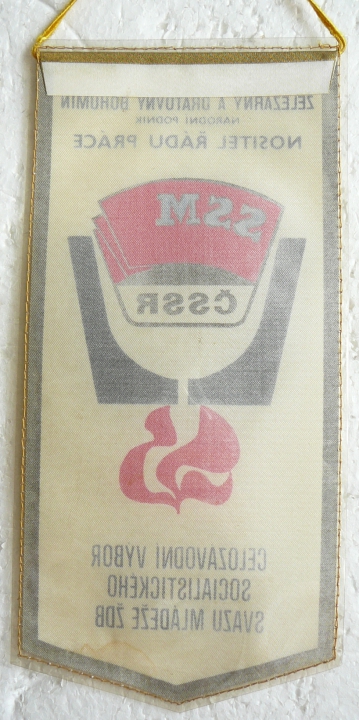 ŽELEZÁRNY A DRÁTOVNY BOHUMÍN
NÁRODNÍ PODNIK
NOSITEL ŘÁDU PRÁCE
SSM
ČSSR
CELOZÁVODNÍ VÝBOR
SOCIALISTICKÉHO
SVAZU MLÁDEŽE ŽDB